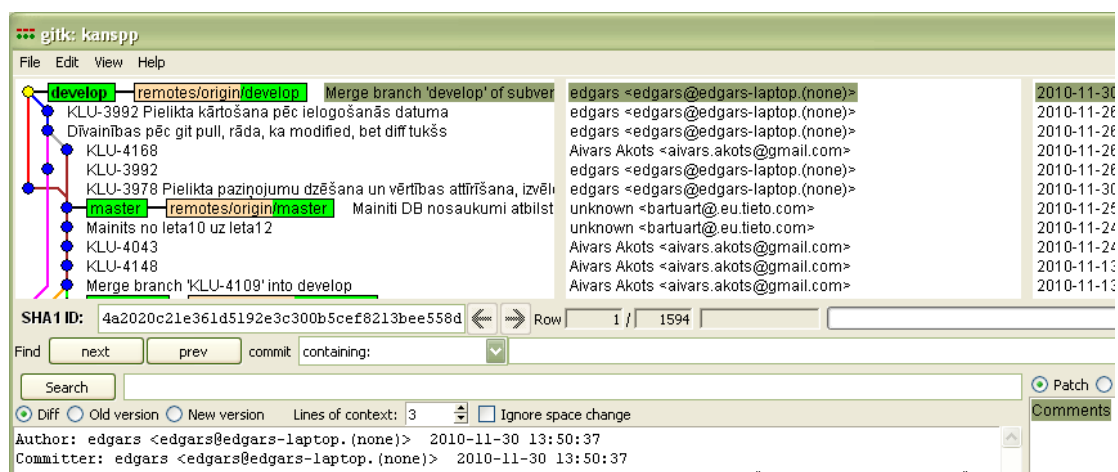 gitk: kanspp
File Edit View Help
develop remotes/origin/develop Merge branch 'develop' of subver edgars <edgars@edgars-laptop.(none)> 2010-11-30
KLU-3992 Pielikta kārtošana pēc ielogošanās datuma edgars <edgars@edgars-laptop.(none)> 2010-11-26
Dīvainības pēc git pull, rāda, ka modified, bet diff tukšs edgars <edgars@edgars-laptop.(none)> 2010-11-26
KLU-4168 Aivars Akots <aivars.akots@gmail.com> 2010-11-26
KLU-3992 edgars <edgars@edgars-laptop.(none)> 2010-11-26
KLU-3978 Pielikta paziņojumu dzēšana un vērtības attīrīšana, izvēl edgars <edgars@edgars-laptop.(none)> 2010-11-30
master remotes/origin/master Mainiti DB nosaukumi atbilst unknown <bartuart@.eu.tieto.com> 2010-11-25
Mainits no leta10 uz leta12 unknown <bartuart@.eu.tieto.com> 2010-11-24
KLU-4043 Aivars Akots <aivars.akots@gmail.com> 2010-11-24
KLU-4148 Aivars Akots <aivars.akots@gmail.com> 2010-11-13
Merge branch 'KLU-4109' into develop Aivars Akots <aivars.akots@gmail.com> 2010-11-13
SHA1 ID: 4a2020c21e361d5192e3c300b5cef8213bee558d Row 1 / 1594
Find next prev commit containing:
Search Patch
Diff Old version New version Lines of context: 3 Ignore space change Comments
Author: edgars <edgars@edgars-laptop.(none)> 2010-11-30 13:50:37
Committer: edgars <edgars@edgars-laptop.(none)> 2010-11-30 13:50:37